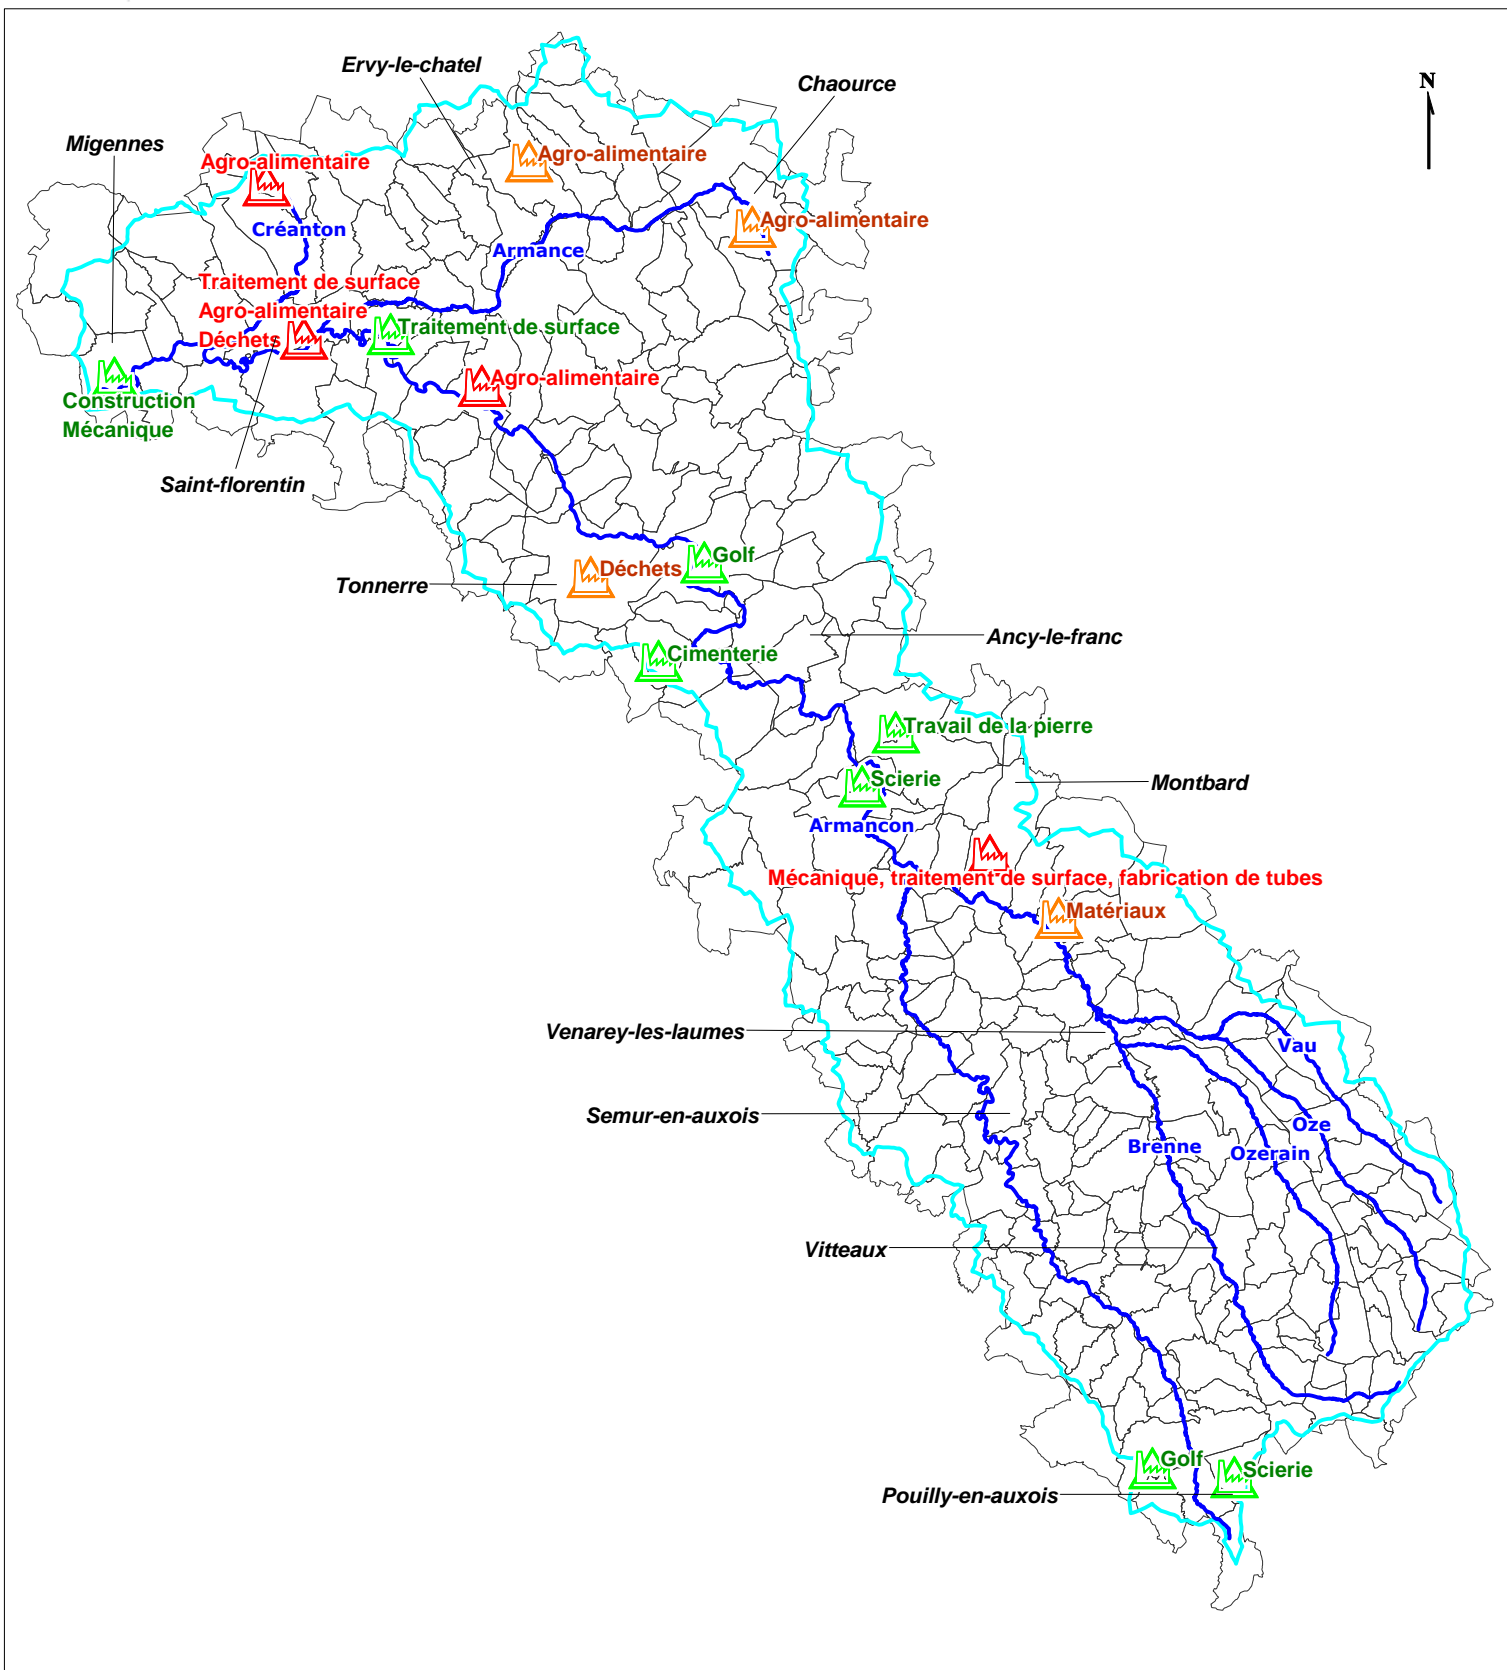 Ervy-le-chatel
Chaource
N
Migennes
Agro-alimentaire
Agro-alimentaire
Agro-alimentaire
Créanton
Armance
Traitement de surface
Agro-alimentaire
Déchets
Traitement de surface
Agro-alimentaire
Construction
Mécanique
Saint-florentin
Golf
Déchets
Tonnerre
Ancy-le-franc
Cimenterie
Travail de la pierre
Scierie
Montbard
Armancon
Mécanique, traitement de surface, fabrication de tubes
Matériaux
Venarey-les-laumes
Vau
Semur-en-auxois
Oze
Brenne
Ozerain
Vitteaux
Golf
Scierie
Pouilly-en-auxois